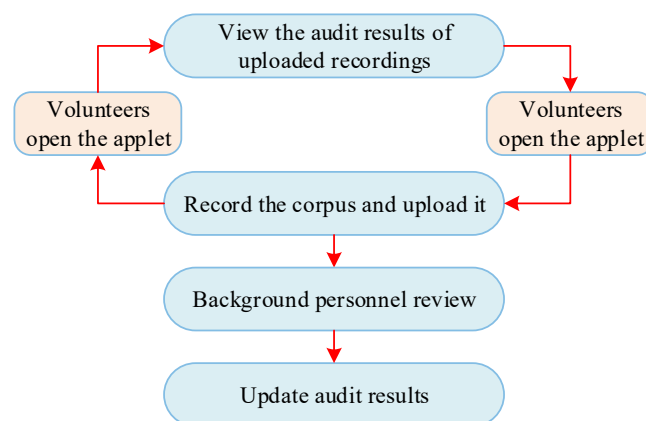 View the audit results of
uploaded recordings
Volunteers
open the applet
Volunteers
open the applet
Record the corpus and upload it
Background personnel review
Update audit results